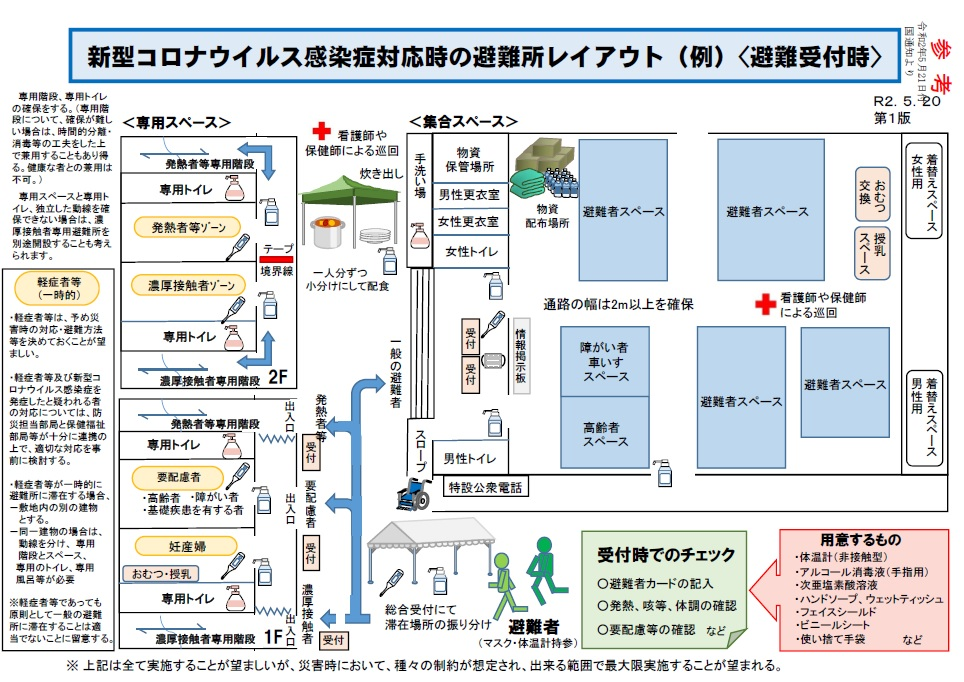 新型コロナウイルス感染症対応時の避難所レイアウト（例）〈避難受付時〉
令和2年5月21日付
国通知より
参考
R2.5.20
第1版
専用階段、専用トイレ
の確保をする。（専用階
段について、確保が難し
い場合は、時間的分離・
消毒等の工夫をした上
で兼用することもあり得
る。健康な者との兼用は
不可。）
専用スペースと専用ト
イレ、独立した動線を確
保できない場合は、濃
厚接触者専用避難所を
別途開設することも考え
られます。
軽症者等
（一時的）
・軽症者等は、予め災
害時の対応・避難方法
等を決めておくことが望
ましい。
・軽症者等及び新型コ
ロナウイルス感染症を
発症したと疑われる者
の対応については、防
災担当部局と保健福祉
部局等が十分に連携の
上で、適切な対応を事
前に検討する。
・軽症者等が一時的に
避難所に滞在する場合、
－敷地内の別の建物
とする。
－同一建物の場合は、
動線を分け、専用
階段とスペース、
専用のトイレ、専用
風呂等が必要
※軽症者等であっても
原則として一般の避難
所に滞在することは適
当でないことに留意する。
＜専用スペース＞
発熱者等専用階段
専用トイレ
発熱者等ゾーン
テープ
境界線
濃厚接触者ゾーン
専用トイレ
濃厚接触者専用階段
2F
発熱者等専用階段
専用トイレ
要配慮者
・高齢者 ・障がい者
・基礎疾患を有する者
妊産婦
おむつ・授乳
専用トイレ
濃厚接触者専用階段
1F
出入口
出入口
出入口
発熱者等
受付
要配慮者
受付
濃厚接触者
受付
看護師や
保健師による巡回
炊き出し
一人分ずつ
小分けにして配食
一般の避難者
＜集合スペース＞
手洗い場
物資
保管場所
男性更衣室
女性更衣室
女性トイレ
物資
配布場所
避難者スペース
避難者スペース
おむつ
交換
授乳
スペース
着替えスペース
女性用
通路の幅は2m以上を確保
看護師や保健師
による巡回
受付
受付
情報掲示板
障がい者
車いす
スペース
高齢者
スペース
避難者スペース
避難者スペース
着替えスペース
男性用
スロープ
男性トイレ
特設公衆電話
総合受付にて
滞在場所の振り分け
避難者
（マスク・体温計持参）
受付時でのチェック
○避難者カードの記入
○発熱、咳等、体調の確認
○要配慮者等の確認 など
用意するもの
・体温計（非接触型）
・アルコール消毒液（手指用）
・次亜塩素酸溶液
・ハンドソープ、ウェットティッシュ
・フェイスシールド
・ビニールシート
・使い捨て手袋 など
※ 上記は全て実施することが望ましいが、災害時において、種々の制約が想定され、出来る範囲で最大限実施することが望まれる。